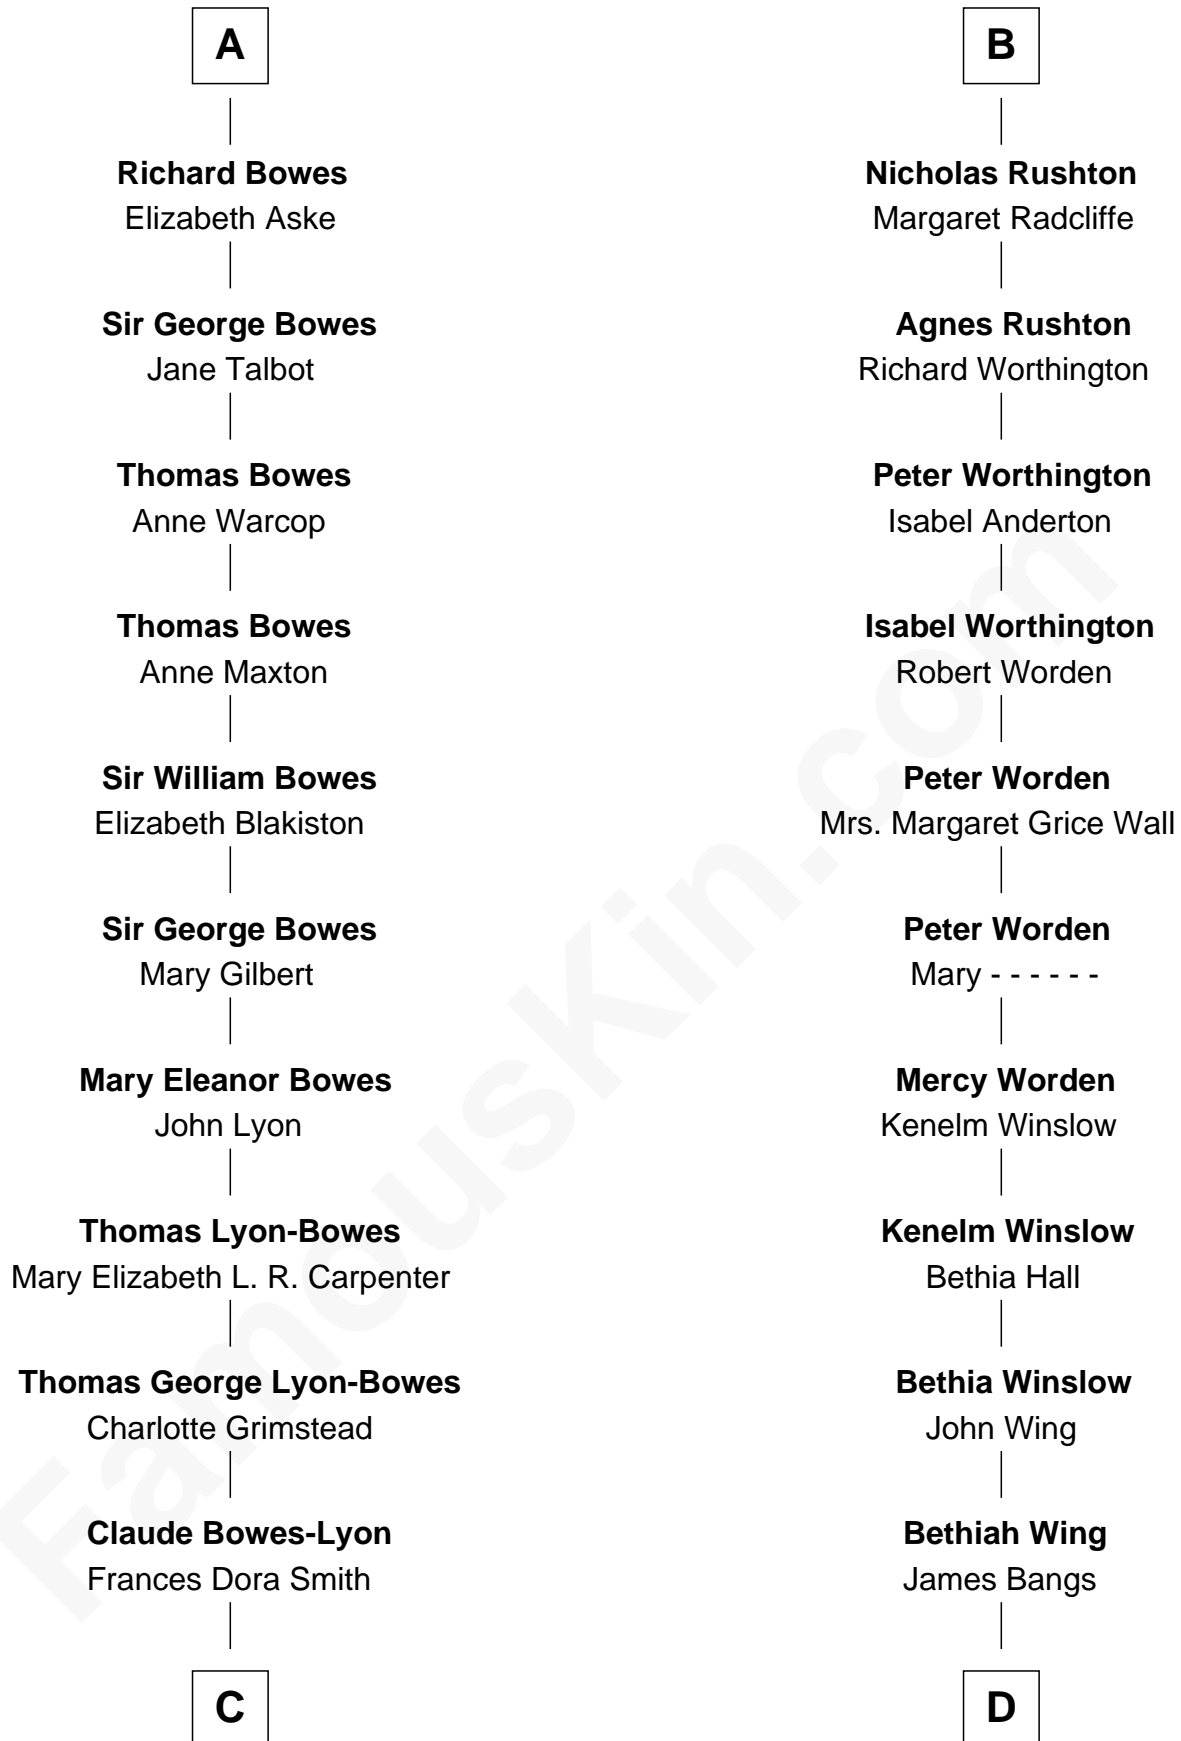 A
Richard Bowes
Elizabeth Aske
Sir George Bowes
Jane Talbot
Thomas Bowes
Anne Warcop
Thomas Bowes
Anne Maxton
Sir William Bowes
Elizabeth Blakiston
Sir George Bowes
Mary Gilbert
Mary Eleanor Bowes
John Lyon
Thomas Lyon-Bowes
Mary Elizabeth L. R. Carpenter
Thomas George Lyon-Bowes
Charlotte Grimstead
Claude Bowes-Lyon
Frances Dora Smith
C
B
Nicholas Rushton
Margaret Radcliffe
Agnes Rushton
Richard Worthington
Peter Worthington
Isabel Anderton
Isabel Worthington
Robert Worden
Peter Worden
Mrs. Margaret Grice Wall
Peter Worden
Mary - - - - - -
Mercy Worden
Kenelm Winslow
Kenelm Winslow
Bethia Hall
Bethia Winslow
John Wing
Bethiah Wing
James Bangs
D
FamousKin.com